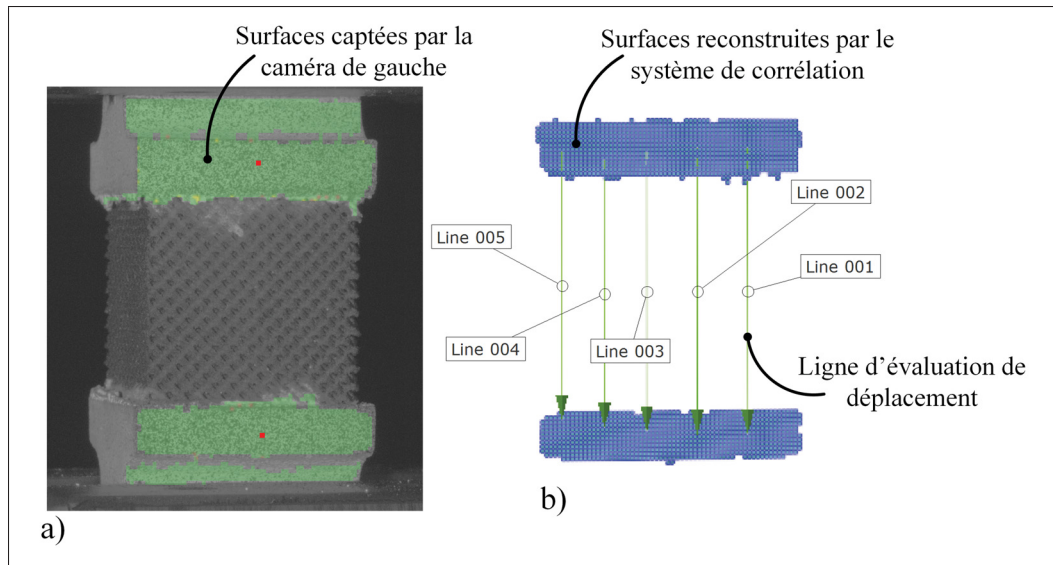 Surfaces captées par la
caméra de gauche
Surfaces reconstruites par le
système de corrélation
Line 005
Line 004
Line 003
Line 002
Line 001
Ligne d'évaluation de
déplacement
a)
b)